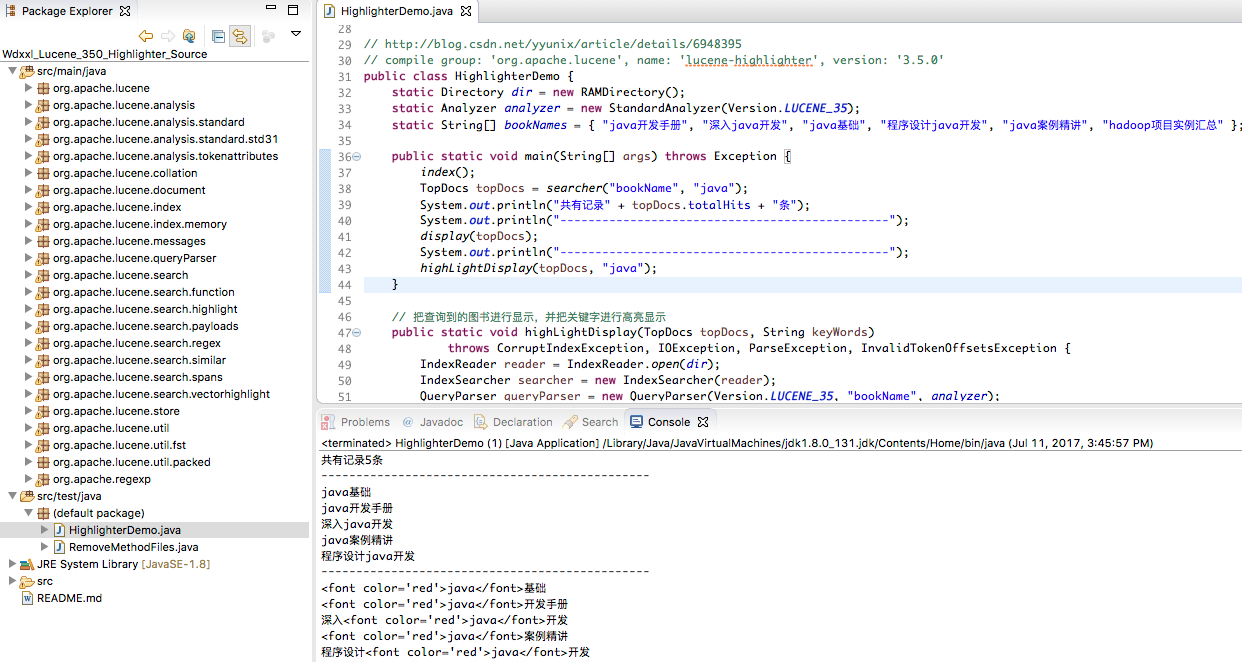 Package Explorer
Wdxxl_Lucene_350_Highlighter_Source
src/main/java
org.apache.lucene
org.apache.lucene.analysis
org.apache.lucene.analysis.standard
org.apache.lucene.analysis.standard.std31
org.apache.lucene.analysis.tokenattributes
org.apache.lucene.collation
org.apache.lucene.document
org.apache.lucene.index
org.apache.lucene.index.memory
org.apache.lucene.messages
org.apache.lucene.queryParser
org.apache.lucene.search
org.apache.lucene.search.function
org.apache.lucene.search.highlight
org.apache.lucene.search.payloads
org.apache.lucene.search.regex
org.apache.lucene.search.similar
org.apache.lucene.search.spans
org.apache.lucene.search.vectorhighlight
org.apache.lucene.store
org.apache.lucene.util
org.apache.lucene.util.fst
org.apache.lucene.util.packed
org.apache.regexp
src/test/java
(default package)
HighlighterDemo.java
RemoveMethodFiles.java
JRE System Library [JavaSE-1.8]
src
README.md
HighlighterDemo.java
28
29 // http://blog.csdn.net/yyunix/article/details/6948395
30 // compile group: 'org.apache.lucene', name: 'lucene-highlighter', version: '3.5.0'
31 public class HighlighterDemo {
32 static Directory dir = new RAMDirectory();
33 static Analyzer analyzer = new StandardAnalyzer(Version.LUCENE_35);
34 static String[] bookNames = { "java开发手册", "深入java开发", "java基础", "程序设计java开发", "java案例精讲", "hadoop项目实例汇总" };
35
36 public static void main(String[] args) throws Exception {
37 index();
38 TopDocs topDocs = searcher("bookName", "java");
39 System.out.println("共有记录" + topDocs.totalHits + "条");
40 System.out.println("-----------------------------------------------");
41 display(topDocs);
42 System.out.println("-----------------------------------------------");
43 highLightDisplay(topDocs, "java");
44 }
45
46 // 把查询到的图书进行显示，并把关键字进行高亮显示
47 public static void highLightDisplay(TopDocs topDocs, String keyWords)
48 throws CorruptIndexException, IOException, ParseException, InvalidTokenOffsetsException {
49 IndexReader reader = IndexReader.open(dir);
50 IndexSearcher searcher = new IndexSearcher(reader);
51 QueryParser queryParser = new QueryParser(Version.LUCENE_35, "bookName", analyzer);
Problems @ Javadoc Declaration Search Console
<terminated> HighlighterDemo (1) [Java Application] /Library/Java/JavaVirtualMachines/jdk1.8.0_131.jdk/Contents/Home/bin/java (Jul 11, 2017, 3:45:57 PM)
共有记录5条
-----------------------------------------------
java基础
java开发手册
深入java开发
java案例精讲
程序设计java开发
-----------------------------------------------
<font color='red'>java</font>基础
<font color='red'>java</font>开发手册
深入<font color='red'>java</font>开发
<font color='red'>java</font>案例精讲
程序设计<font color='red'>java</font>开发